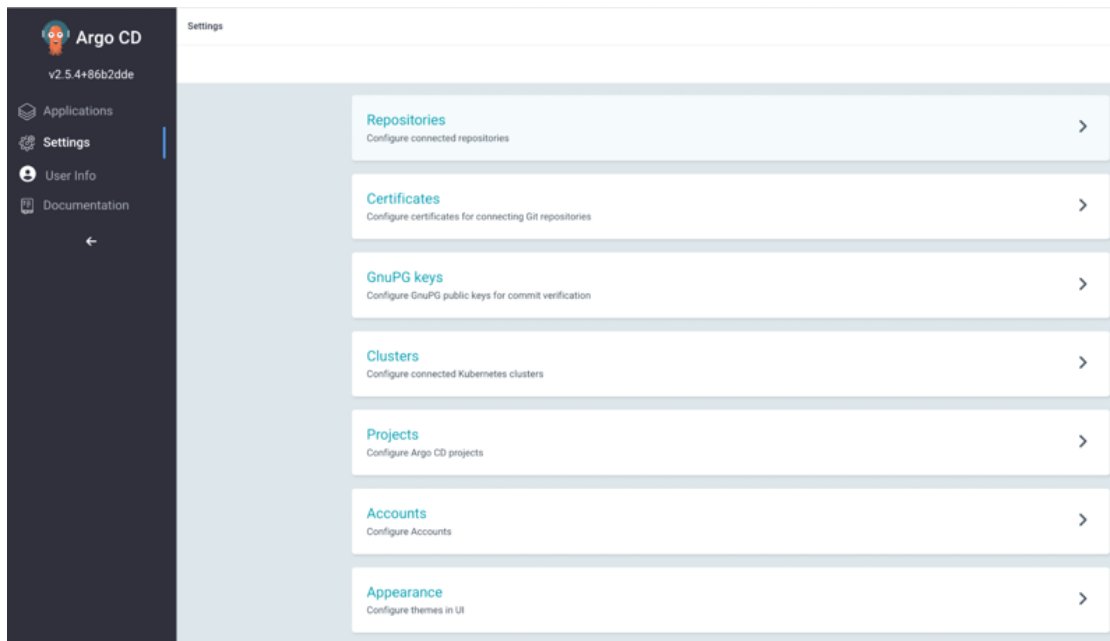 Argo CD
v2.5.4+86b2dde
Applications
Settings
User Info
Documentation
Settings
Repositories
Configure connected repositories
Certificates
Configure certificates for connecting Git repositories
GnuPG keys
Configure GnuPG public keys for commit verification
Clusters
Configure connected Kubernetes clusters
Projects
Configure Argo CD projects
Accounts
Configure Accounts
Appearance
Configure themes in UI